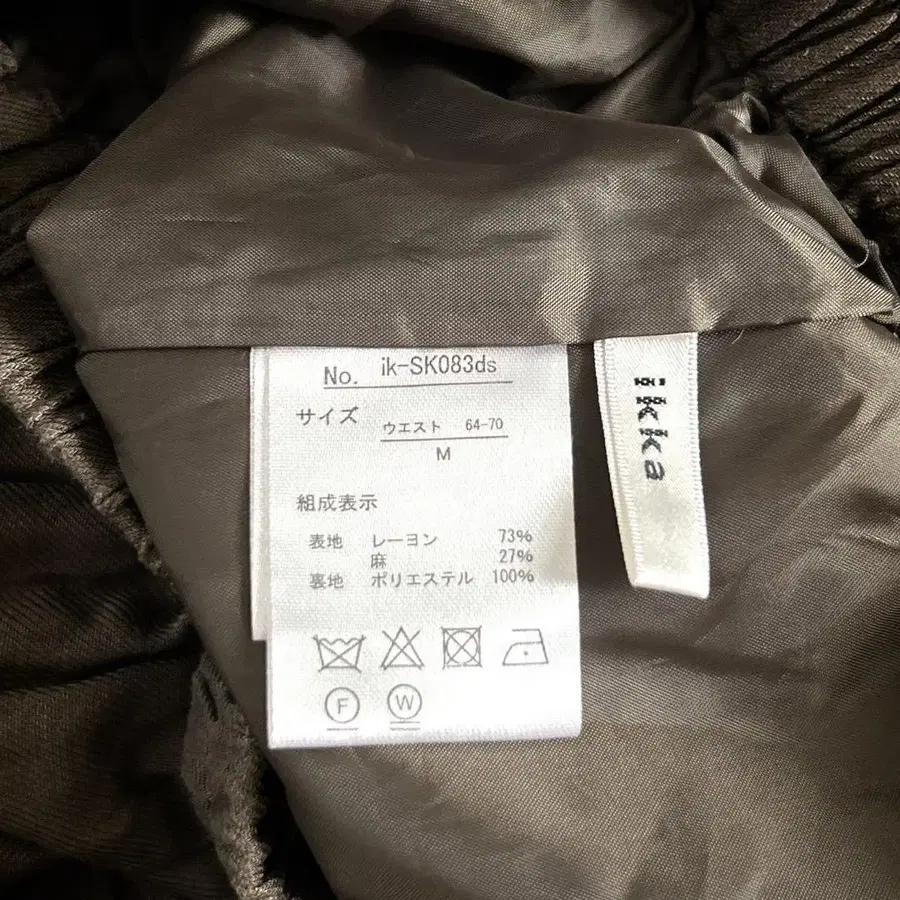 No. ik-SK083ds
サイズ
ウエスト 64-70
M
組成表示
表地 レーヨン 73%
麻 27%
裏地 ポリエステル 100%
F
W
ikka